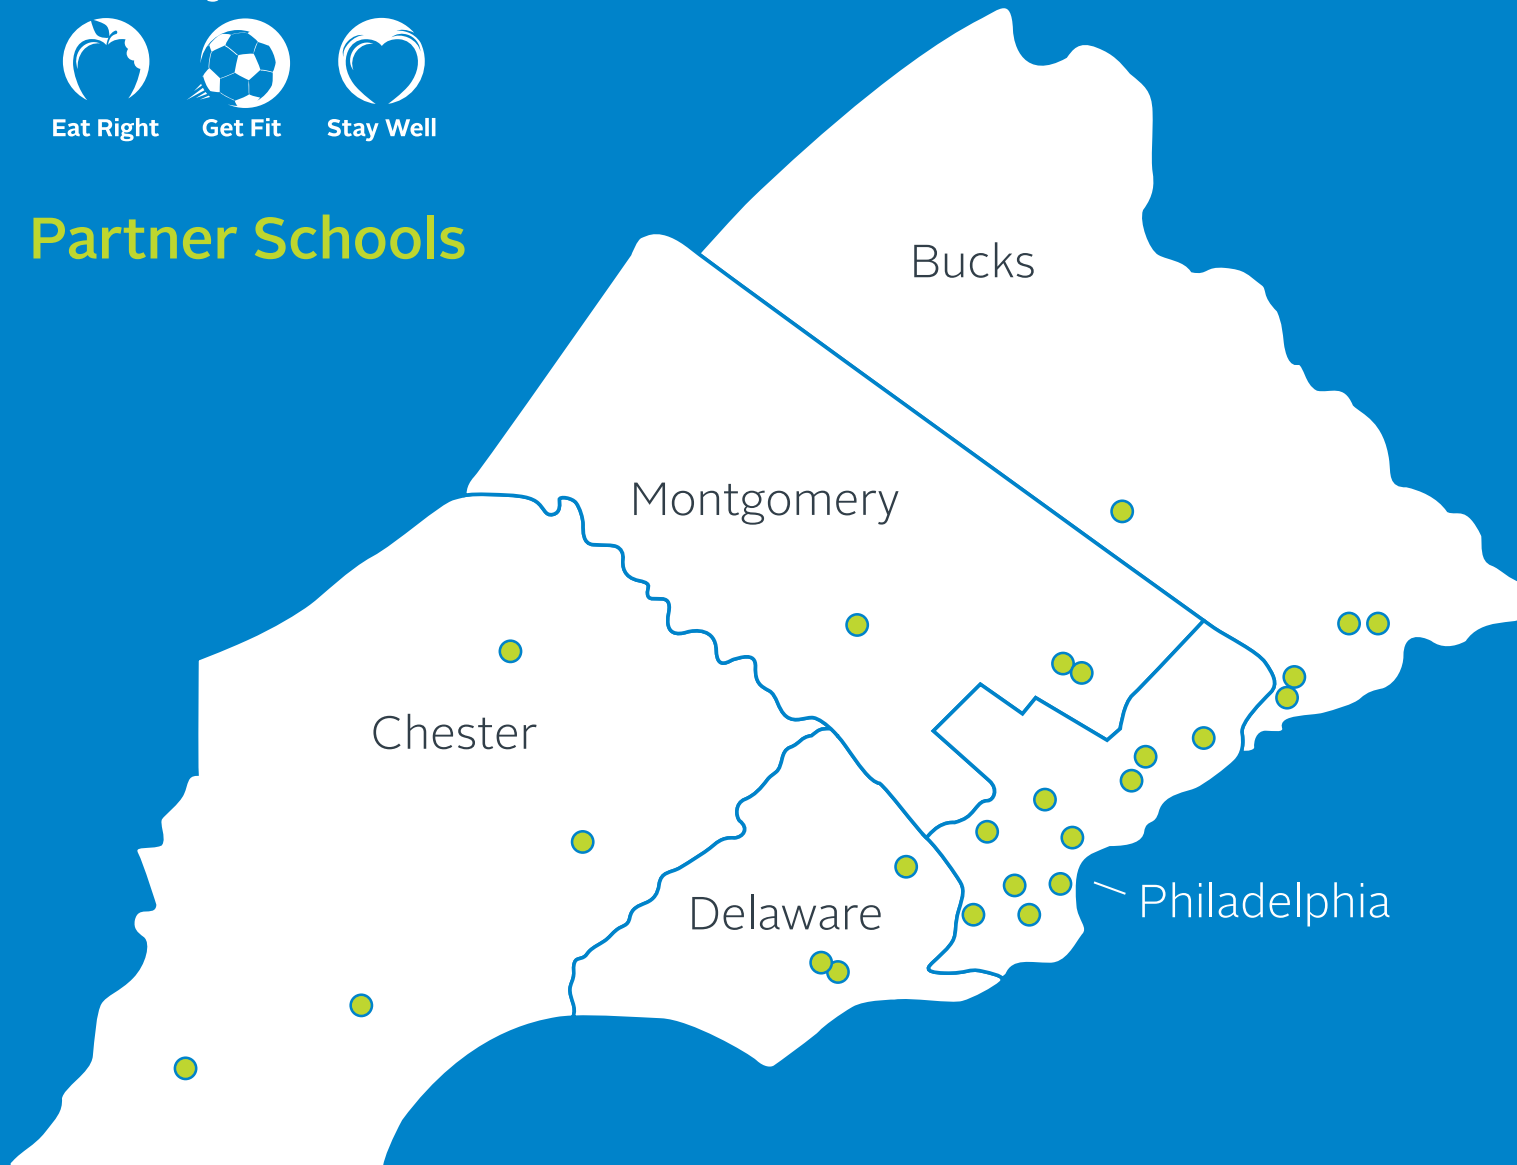 Eat Right
Get Fit
Stay Well
Partner Schools
Bucks
Montgomery
Chester
Delaware
Philadelphia